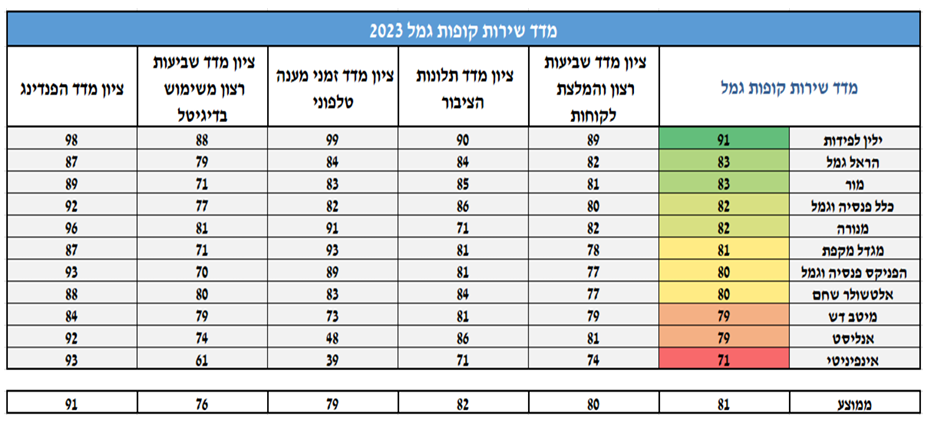 מדד שירות קופות גמל 2023
מדד שירות קופות גמל | ציון מדד שביעות רצון והמלצת לקוחות | ציון מדד תלונות הציבור | ציון מדד זמני מענה טלפוני | ציון מדד שביעות רצון משימוש בדיגיטל | ציון מדד הפנדינג
ילין לפידות 91 89 90 99 88 98
הראל גמל 83 82 84 84 79 87
מור 83 81 85 83 71 89
כלל פנסיה וגמל 82 80 86 82 77 92
מנורה 82 82 71 91 81 96
מגדל מקפת 81 78 81 93 71 87
הפניקס פנסיה וגמל 80 77 81 89 70 93
אלטשולר שחם 80 77 84 83 80 88
מיטב דש 79 79 81 73 79 84
אנליסט 79 81 86 48 74 92
אינפיניטי 71 74 71 39 61 93
ממוצע 81 80 82 79 76 91